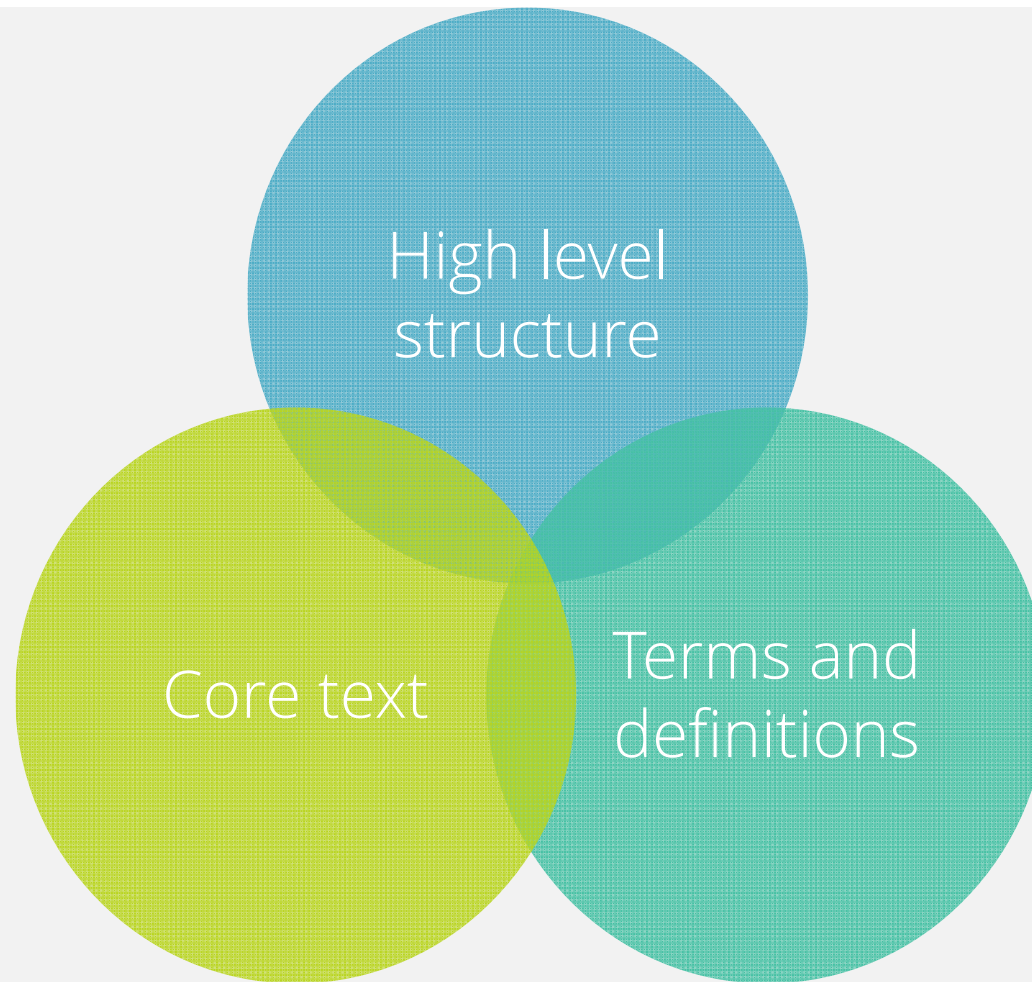 High level
structure
Core text
Terms and
definitions